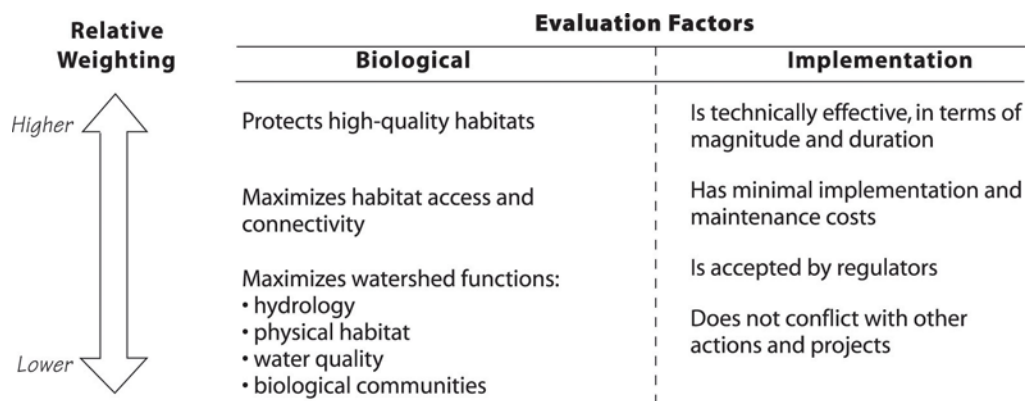 Relative
Weighting
Higher
Lower
Evaluation Factors
Biological
Protects high-quality habitats
Maximizes habitat access and
connectivity
Maximizes watershed functions:
• hydrology
• physical habitat
• water quality
• biological communities
Implementation
Is technically effective, in terms of
magnitude and duration
Has minimal implementation and
maintenance costs
Is accepted by regulators
Does not conflict with other
actions and projects